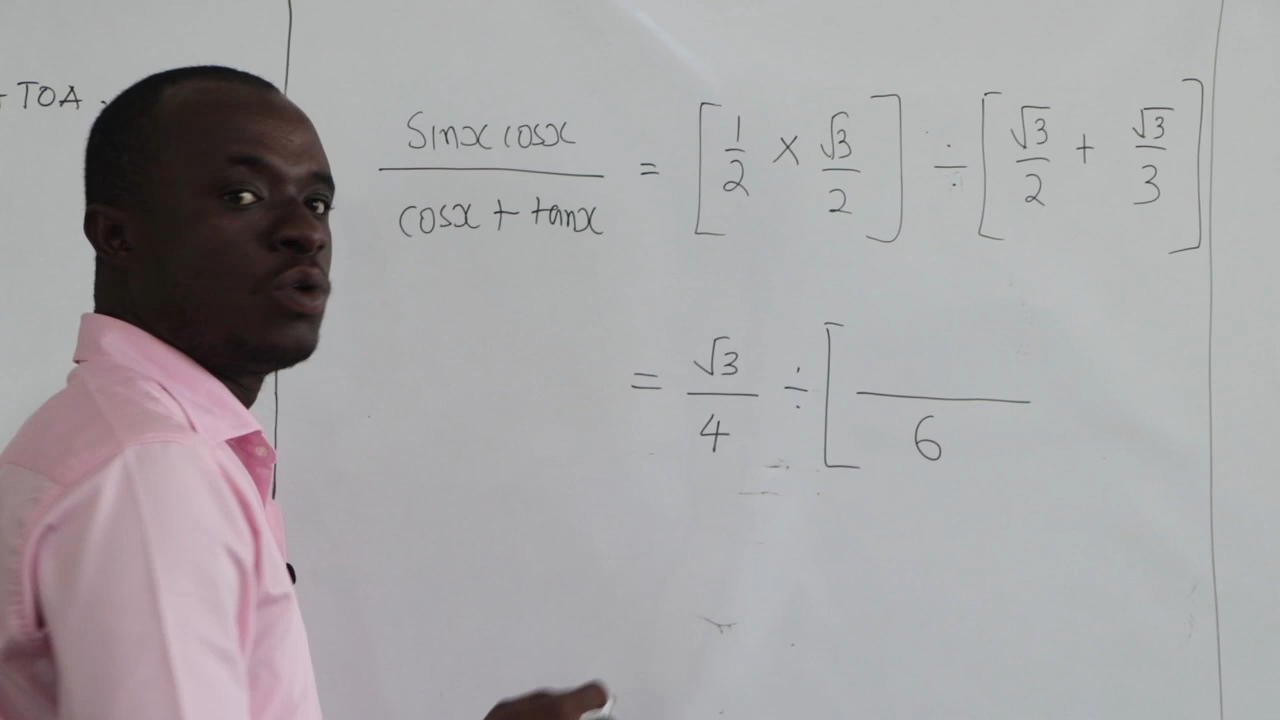 TOA.
sinx cosx / cosx + tanx = [1/2 × √3/2] ÷ [√3/2 + √3/3]
= √3/4 ÷ [ /6